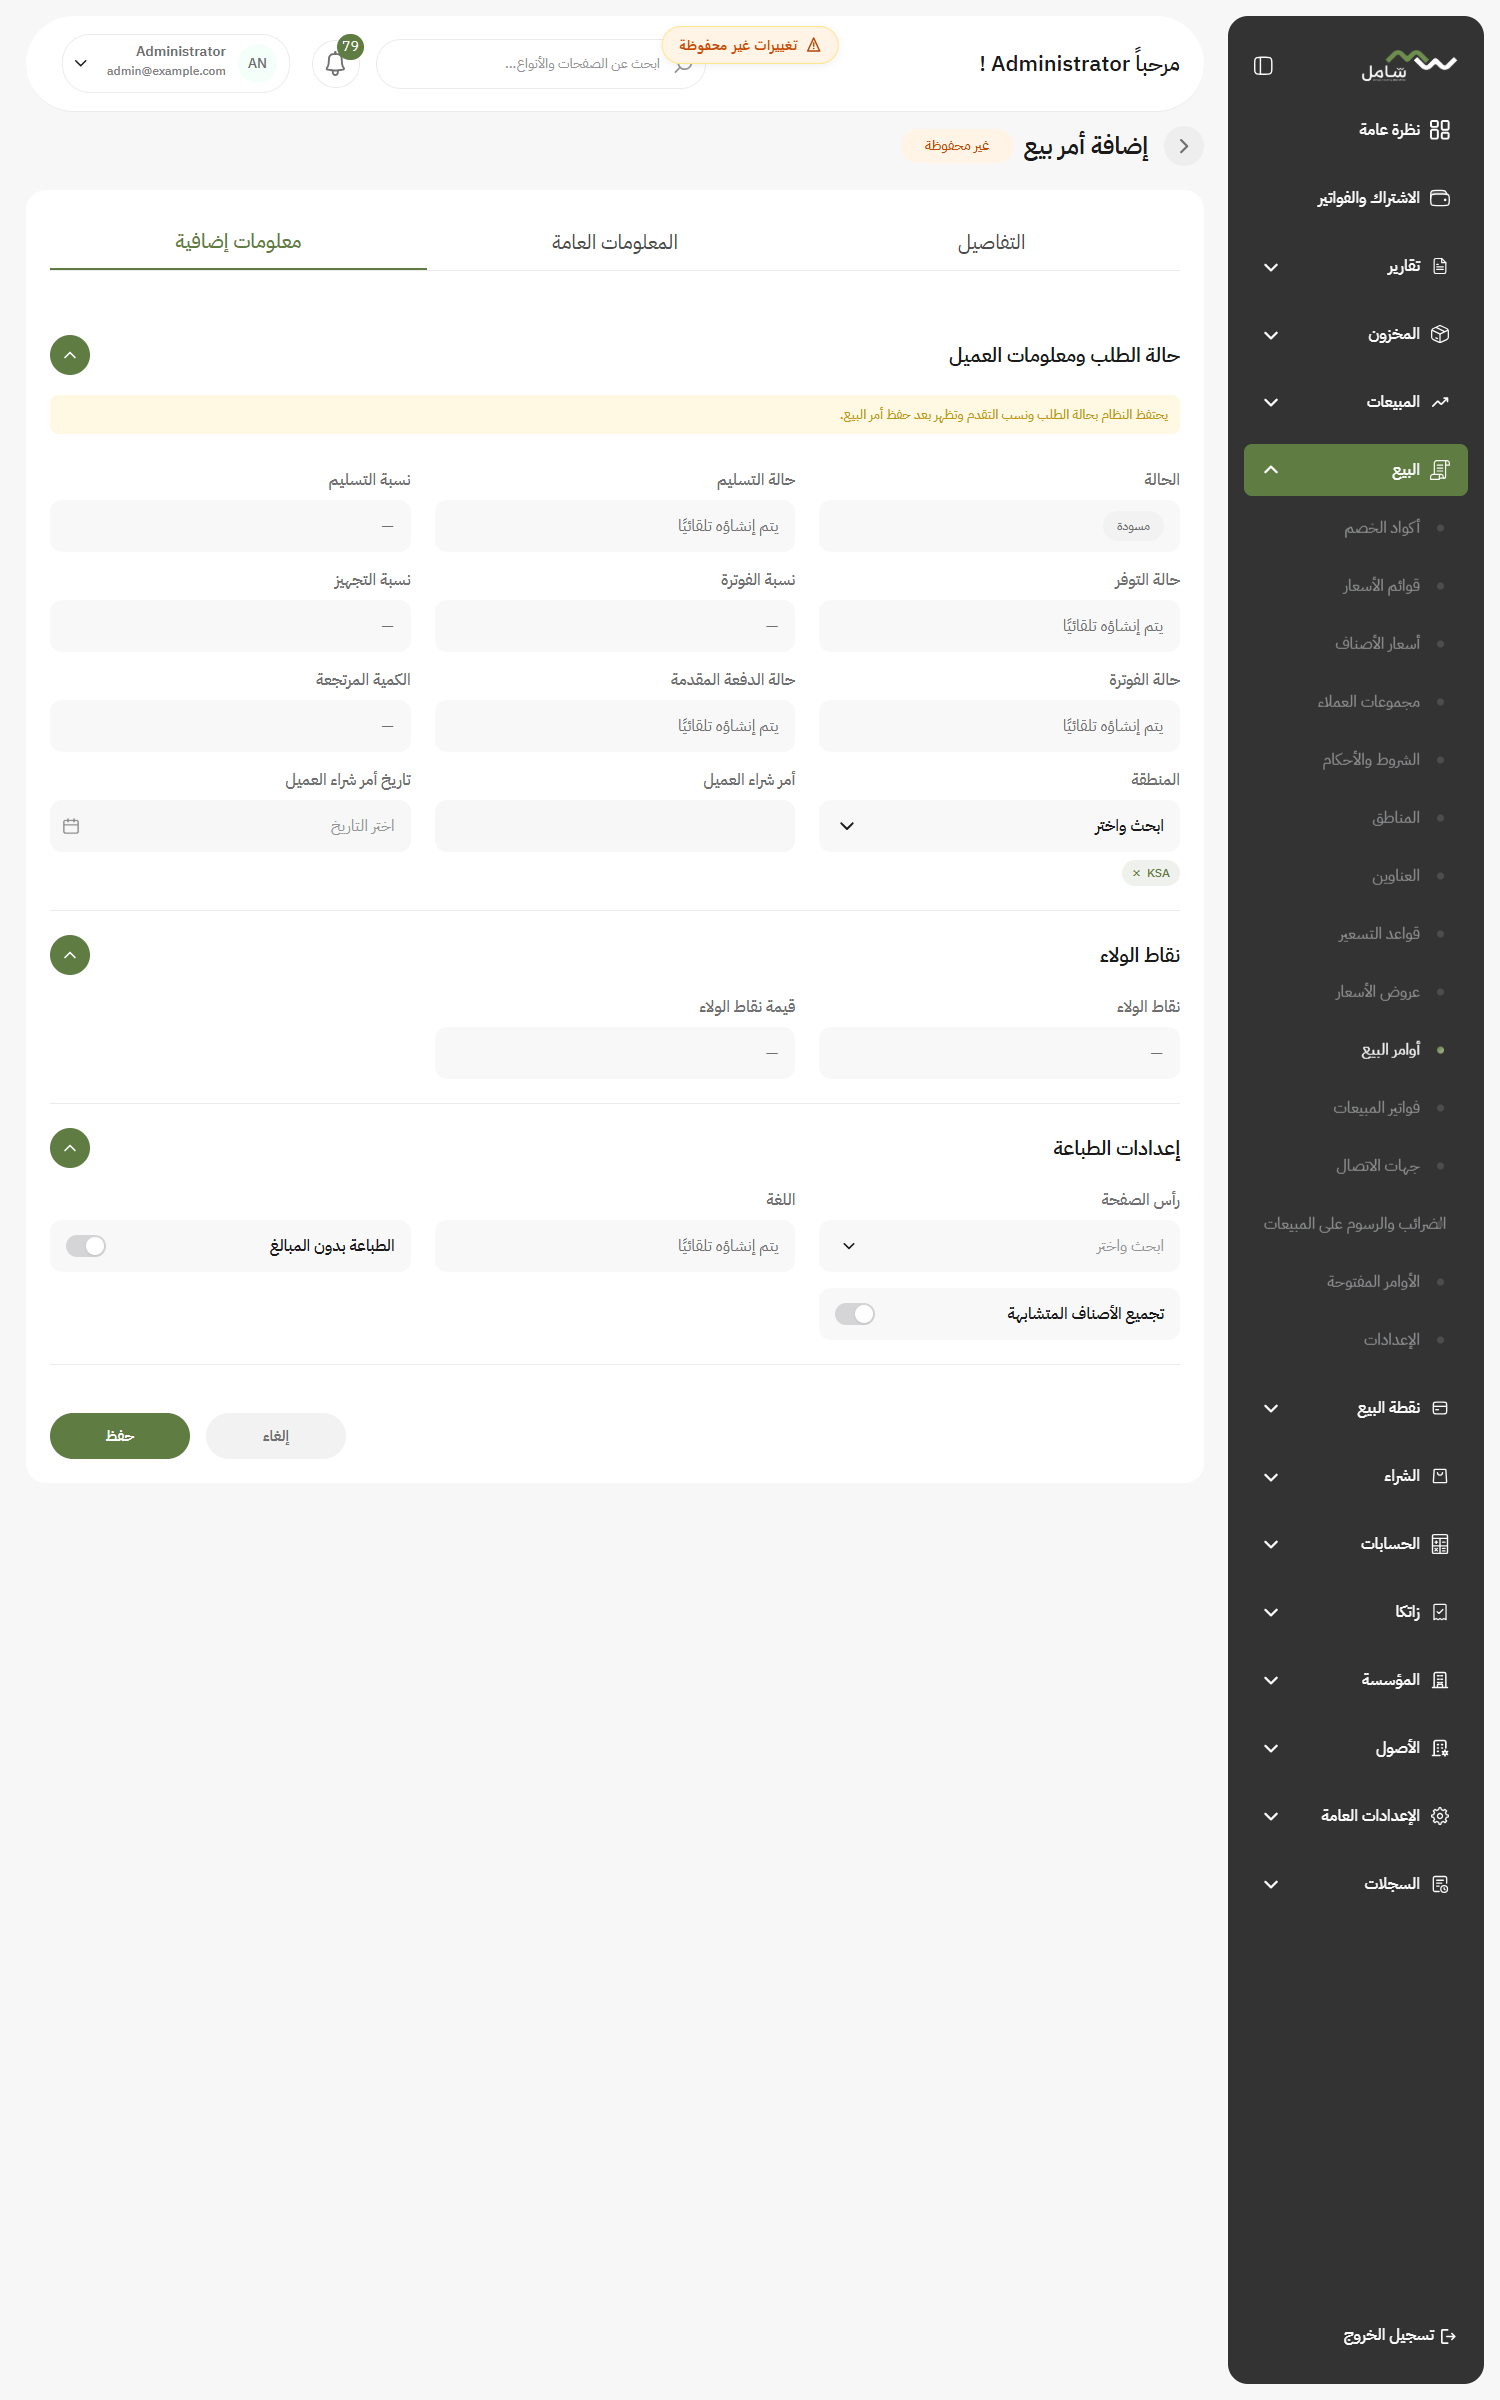 شامل
نظرة عامة
الاشتراك والفواتير
تقارير
المخزون
المبيعات
البيع
أكواد الخصم
قوائم الأسعار
أسعار الأصناف
مجموعات العملاء
الشروط والأحكام
المناطق
العناوين
قواعد التسعير
عروض الأسعار
أوامر البيع
فواتير المبيعات
جهات الاتصال
الضرائب والرسوم على المبيعات
الأوامر المفتوحة
الإعدادات
نقطة البيع
الشراء
الحسابات
زاتكا
المؤسسة
الأصول
الإعدادات العامة
السجلات
تسجيل الخروج
مرحباً Administrator !
تغييرات غير محفوظة
ابحث عن الصفحات والأنواع...
79
AN
Administrator
admin@example.com
إضافة أمر بيع
غير محفوظة
التفاصيل
المعلومات العامة
معلومات إضافية
حالة الطلب ومعلومات العميل
يحتفظ النظام بحالة الطلب ونسب التقدم وتظهر بعد حفظ أمر البيع.
الحالة
حالة التسليم
نسبة التسليم
مسودة
يتم إنشاؤه تلقائيًا
—
حالة التوفر
نسبة الفوترة
نسبة التجهيز
يتم إنشاؤه تلقائيًا
—
—
حالة الفوترة
حالة الدفعة المقدمة
الكمية المرتجعة
يتم إنشاؤه تلقائيًا
يتم إنشاؤه تلقائيًا
—
المنطقة
أمر شراء العميل
تاريخ أمر شراء العميل
ابحث واختر
اختر التاريخ
KSA ×
نقاط الولاء
نقاط الولاء
قيمة نقاط الولاء
—
—
إعدادات الطباعة
رأس الصفحة
اللغة
ابحث واختر
يتم إنشاؤه تلقائيًا
الطباعة بدون المبالغ
تجميع الأصناف المتشابهة
إلغاء
حفظ